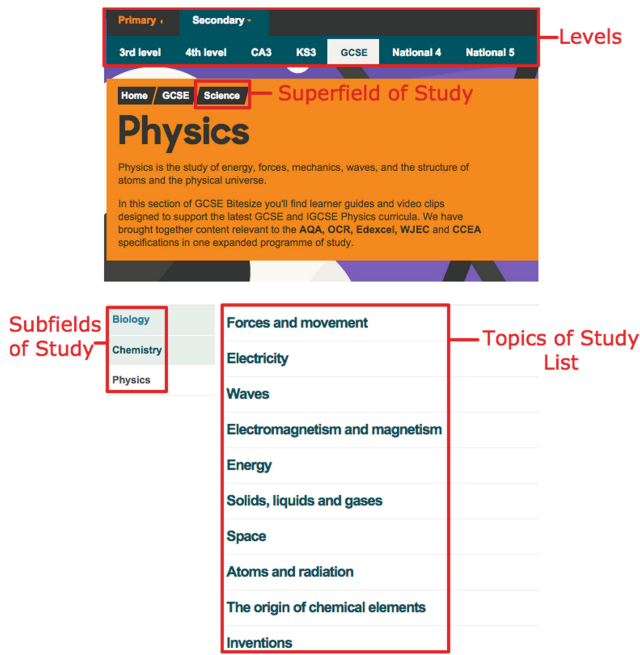 Primary
Secondary
3rd level 4th level CA3 KS3 GCSE National 4 National 5
Levels
Home GCSE Science
Superfield of Study
Physics
Physics is the study of energy, forces, mechanics, waves, and the structure of
atoms and the physical universe.
In this section of GCSE Bitesize you'll find learner guides and video clips
designed to support the latest GCSE and IGCSE Physics curricula. We have
brought together content relevant to the AQA, OCR, Edexcel, WJEC and CCEA
specifications in one expanded programme of study.
Subfields
of Study
Biology
Chemistry
Physics
Forces and movement
Electricity
Waves
Electromagnetism and magnetism
Energy
Solids, liquids and gases
Space
Atoms and radiation
The origin of chemical elements
Inventions
Topics of Study
List